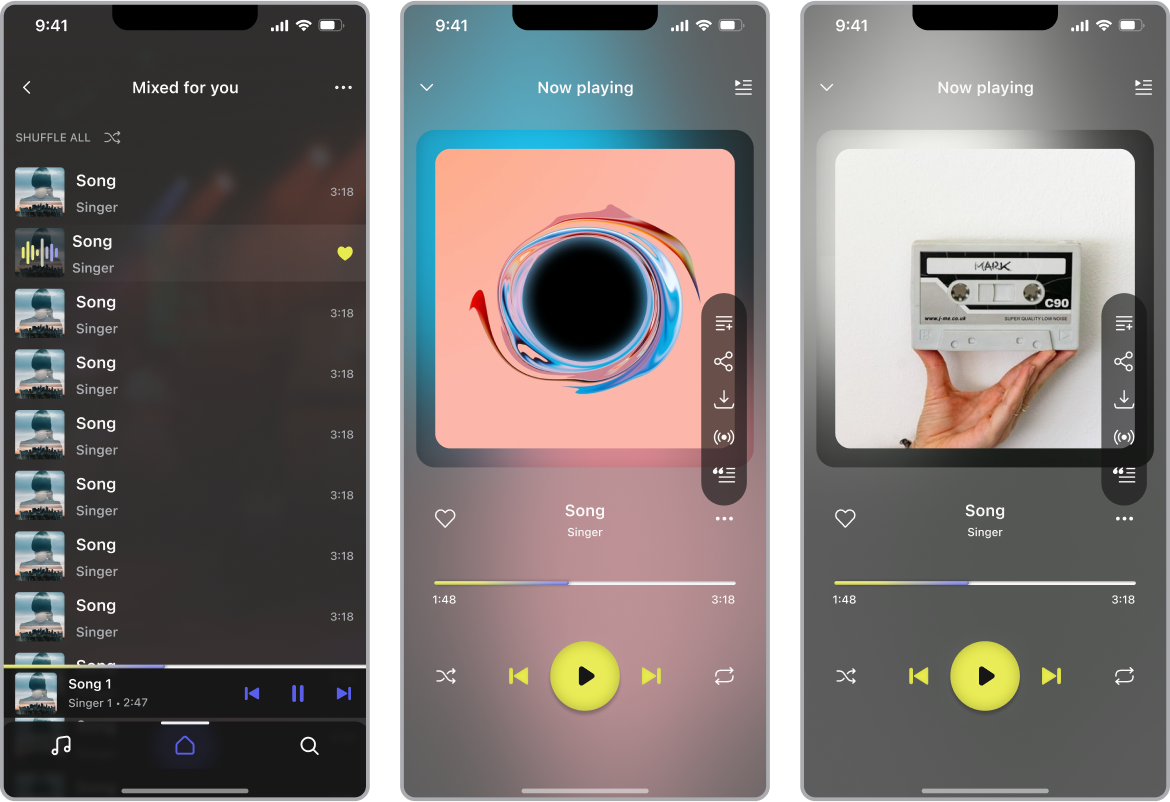 9:41
Mixed for you
SHUFFLE ALL
Song
Singer
3:18
Song
Singer
Song
Singer
3:18
Song
Singer
3:18
Song
Singer
3:18
Song
Singer
3:18
Song
Singer
3:18
Song
Singer
3:18
Song
Song 1
Singer 1 • 2:47
9:41
Now playing
Song
Singer
1:48
3:18
9:41
Now playing
MARK
C90
www.j-me.co.uk
SUPER QUALITY LOW NOISE
Song
Singer
1:48
3:18